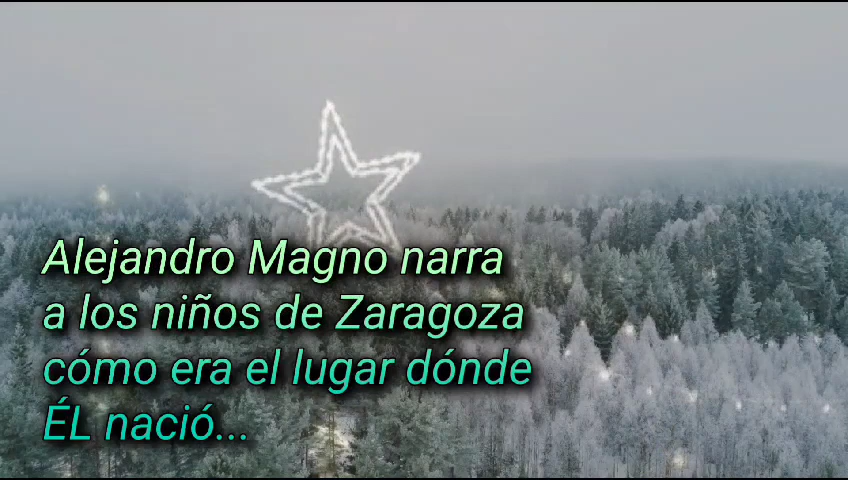 Alejandro Magno narra
a los niños de Zaragoza
cómo era el lugar dónde
ÉL nació...